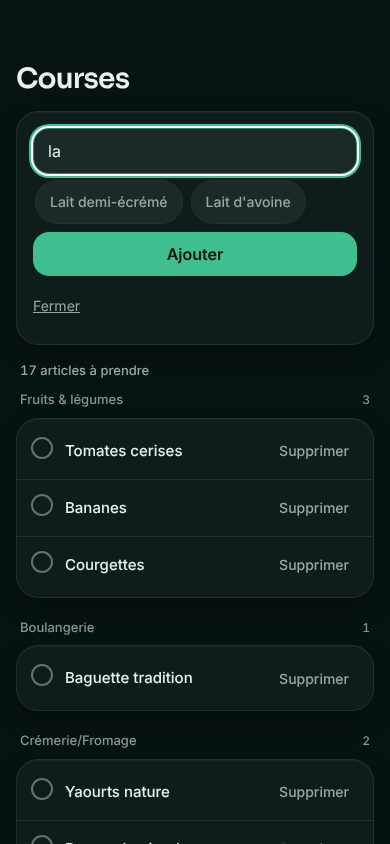 Courses
la
Lait demi-écrémé Lait d'avoine
Ajouter
Fermer
17 articles à prendre
Fruits & légumes 3
Tomates cerises Supprimer
Bananes Supprimer
Courgettes Supprimer
Boulangerie 1
Baguette tradition Supprimer
Crémerie/Fromage 2
Yaourts nature Supprimer